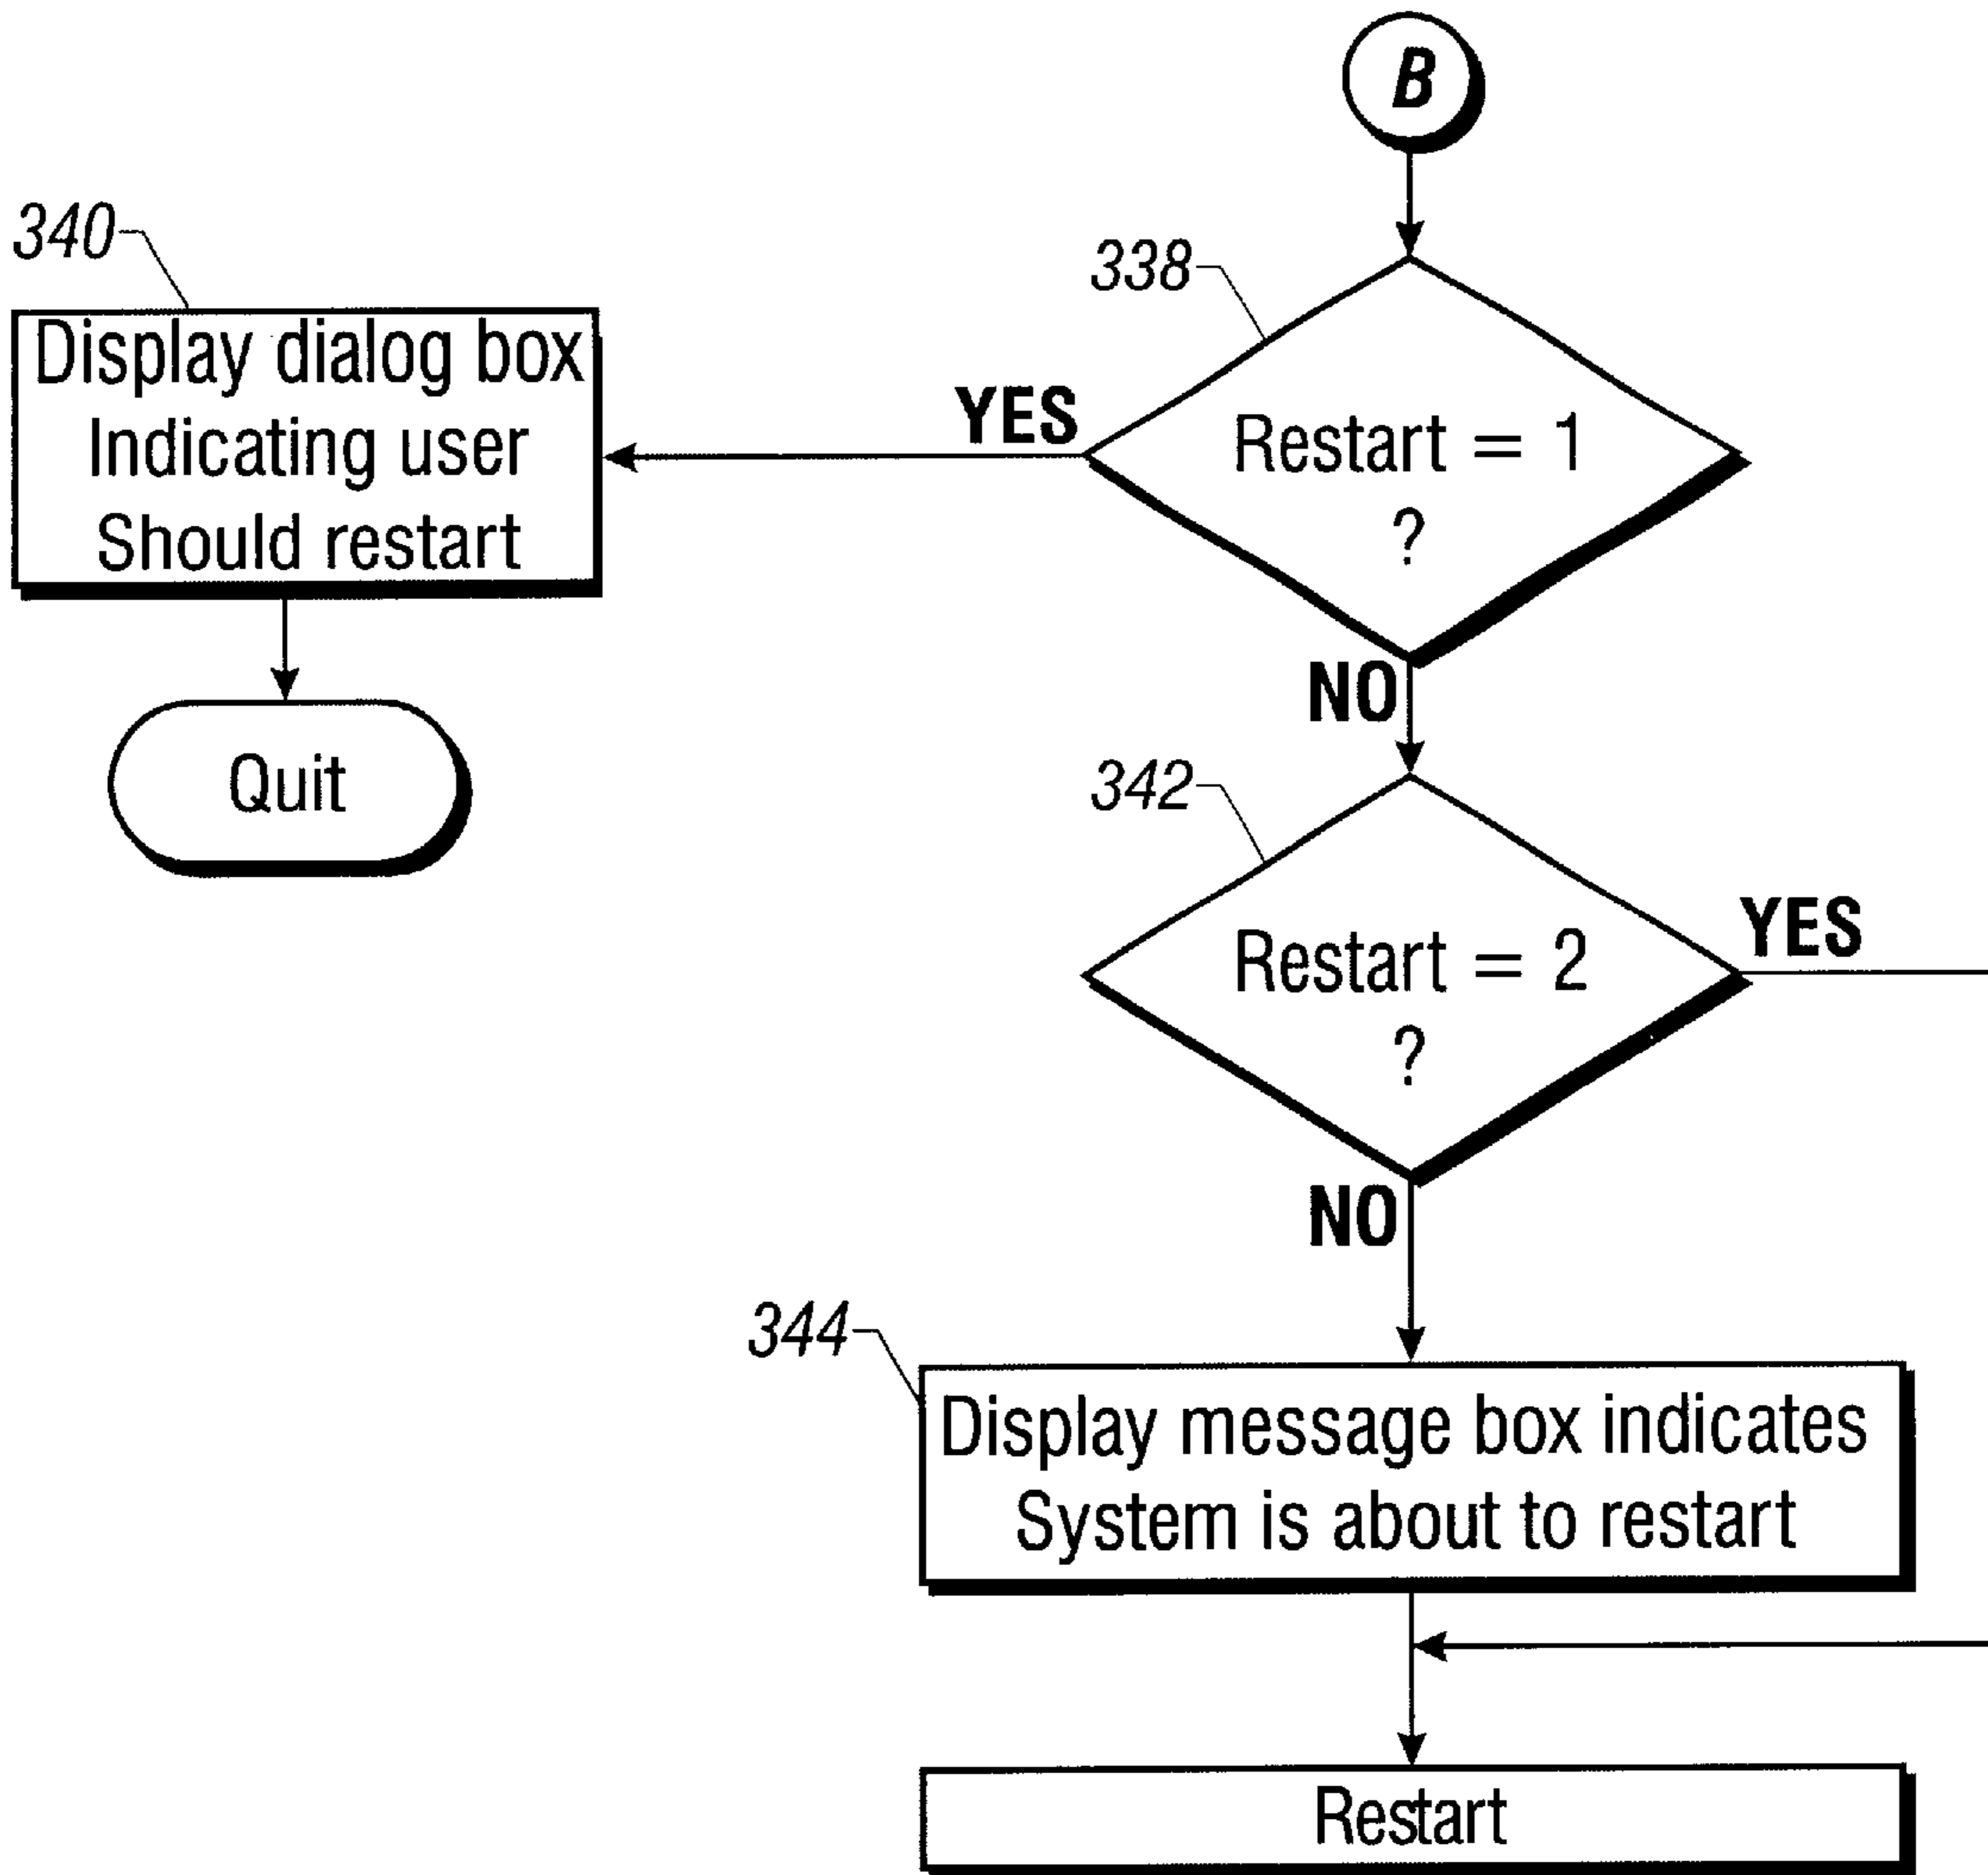 B
340
338
Display dialog box
Indicating user
Should restart
YES
Restart = 1
?
NO
Quit
342
YES
Restart = 2
?
NO
344
Display message box indicates
System is about to restart
Restart